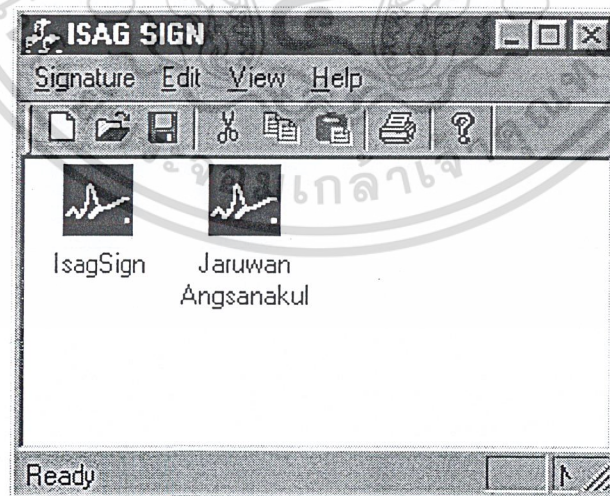 ISAG SIGN
Signature Edit View Help
IsagSign
Jaruwan
Angsanakul
Ready